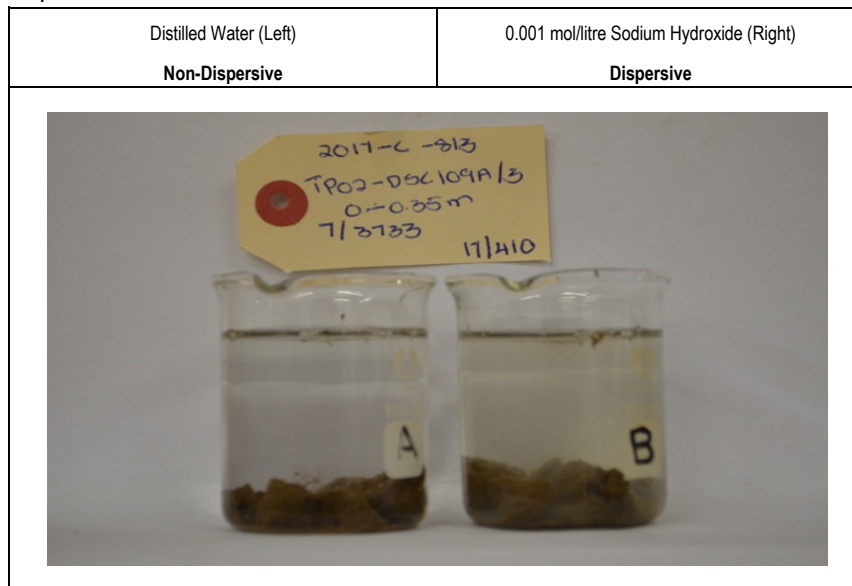 Distilled Water (Left)
0.001 mol/litre Sodium Hydroxide (Right)
Non-Dispersive
Dispersive
2017-C-813
TP02-DSC109A/3
0-0.35m
7/3733
17/410
A
B